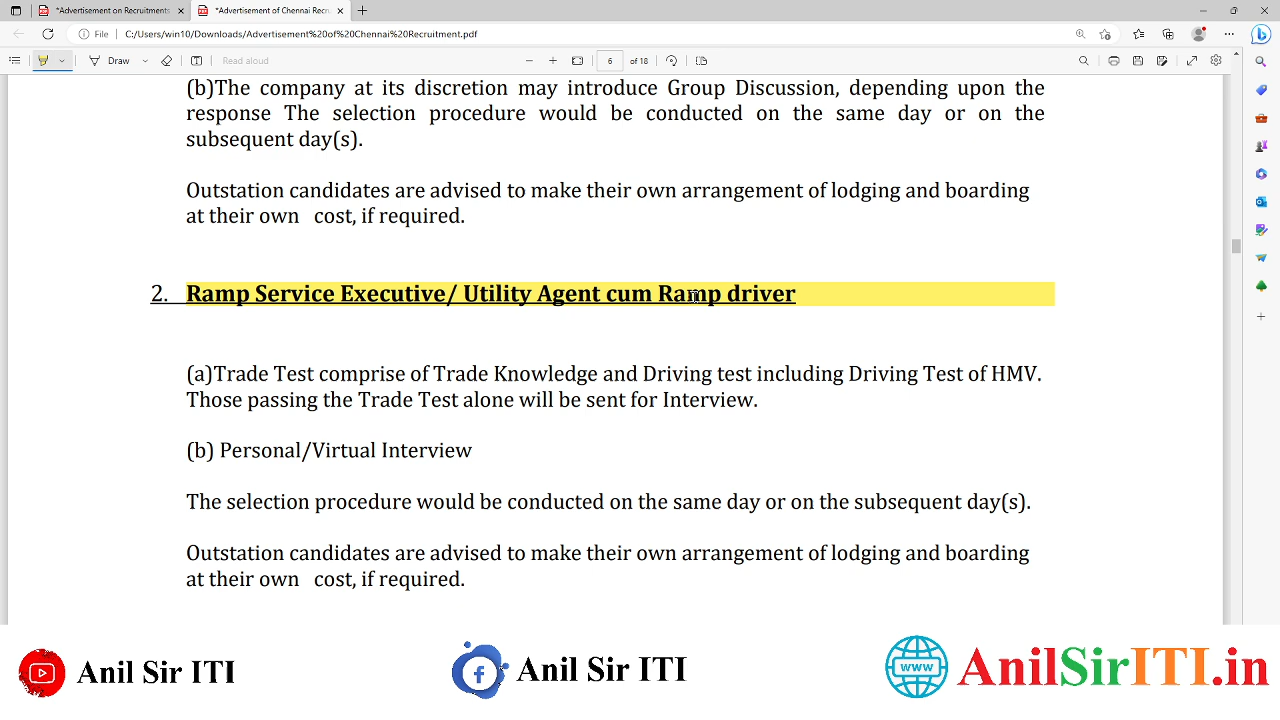 *Advertisement on Recruitments
*Advertisement of Chennai Recru
File
C:/Users/win10/Downloads/Advertisement%20of%20Chennai%20Recruitment.pdf
Draw
Read aloud
6 of 18
(b)The company at its discretion may introduce Group Discussion, depending upon the
response The selection procedure would be conducted on the same day or on the
subsequent day(s).
Outstation candidates are advised to make their own arrangement of lodging and boarding
at their own cost, if required.
2. Ramp Service Executive/ Utility Agent cum Ramp driver
(a)Trade Test comprise of Trade Knowledge and Driving test including Driving Test of HMV.
Those passing the Trade Test alone will be sent for Interview.
(b) Personal/Virtual Interview
The selection procedure would be conducted on the same day or on the subsequent day(s).
Outstation candidates are advised to make their own arrangement of lodging and boarding
at their own cost, if required.
Anil Sir ITI
Anil Sir ITI
www
AnilSirITI.in